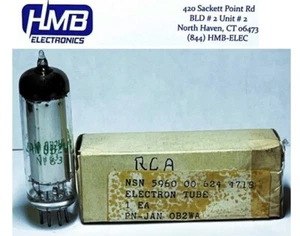 HMB
ELECTRONICS
420 Sackett Point Rd
BLD # 2 Unit # 2
North Haven, CT 06473
(844) HMB-ELEC
RCA
NSN 5960 00 624
ELECTRON TUBE
1 EA
PN-JAN 0B2WA